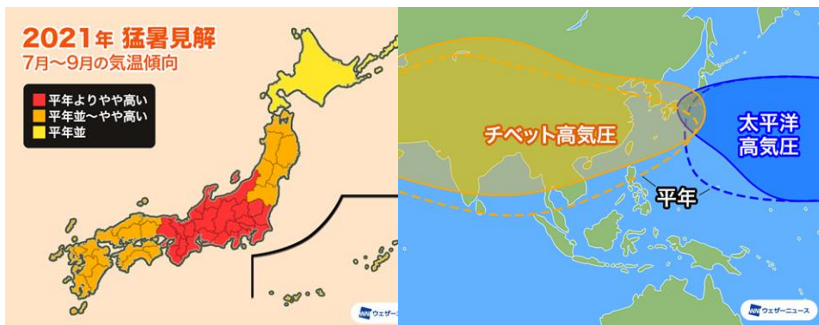 2021年 猛暑見解
7月～9月の気温傾向
平年よりやや高い
平年並～やや高い
平年並
ウェザーニュース
チベット高気圧
太平洋
高気圧
平年
ウェザーニュース